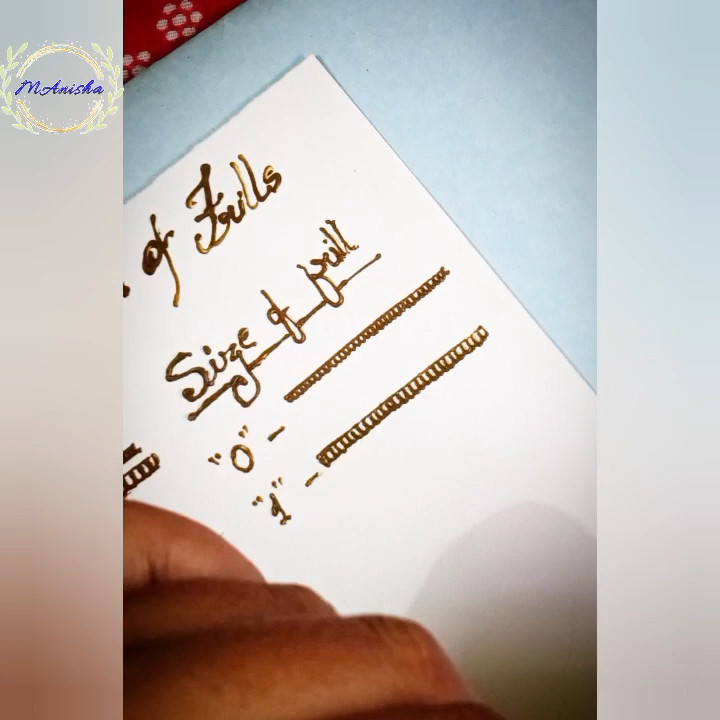 MAnisha
of Frills
Size of frill
"0" -
"1" -